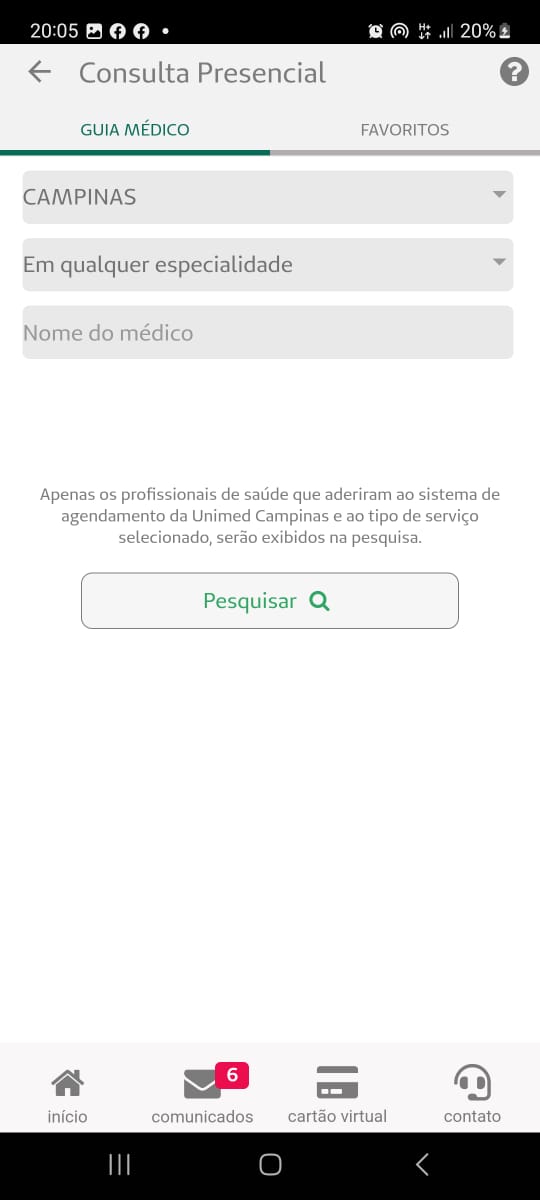 20:05
20%
Consulta Presencial
?
GUIA MÉDICO
FAVORITOS
CAMPINAS
Em qualquer especialidade
Nome do médico
Apenas os profissionais de saúde que aderiram ao sistema de
agendamento da Unimed Campinas e ao tipo de serviço
selecionado, serão exibidos na pesquisa.
Pesquisar
6
início
comunicados
cartão virtual
contato